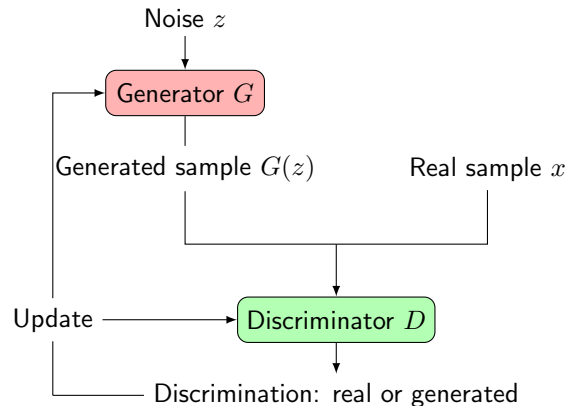 Noise z
Generator G
Generated sample G(z)
Real sample x
Update
Discriminator D
Discrimination: real or generated